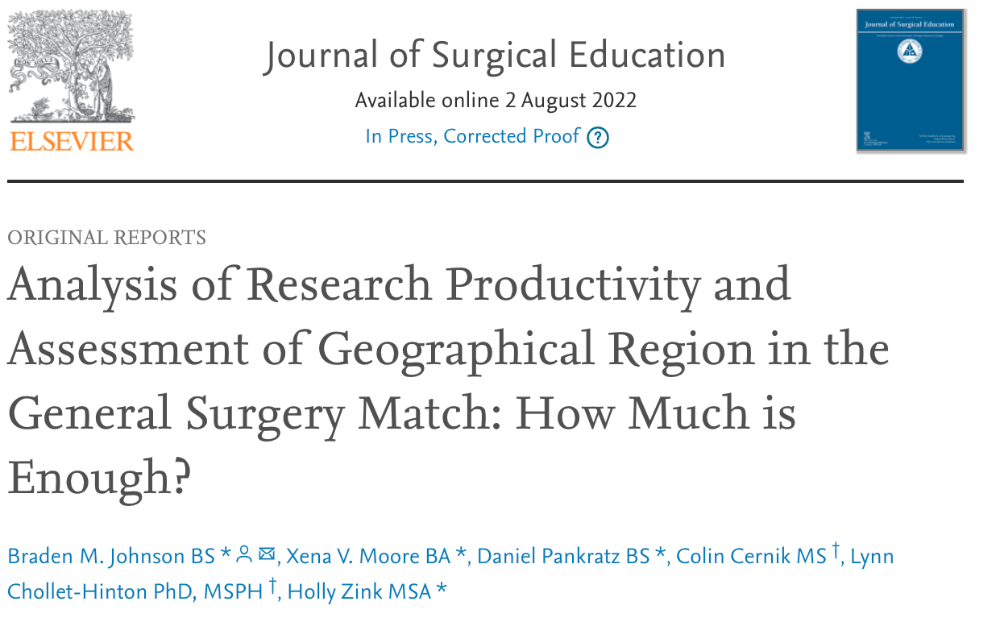 Journal of Surgical Education
Available online 2 August 2022
In Press, Corrected Proof ?
ELSEVIER
Journal of Surgical Education
ORIGINAL REPORTS
Analysis of Research Productivity and
Assessment of Geographical Region in the
General Surgery Match: How Much is
Enough?
Braden M. Johnson BS *, Xena V. Moore BA *, Daniel Pankratz BS *, Colin Cernik MS †, Lynn
Chollet-Hinton PhD, MSPH †, Holly Zink MSA *